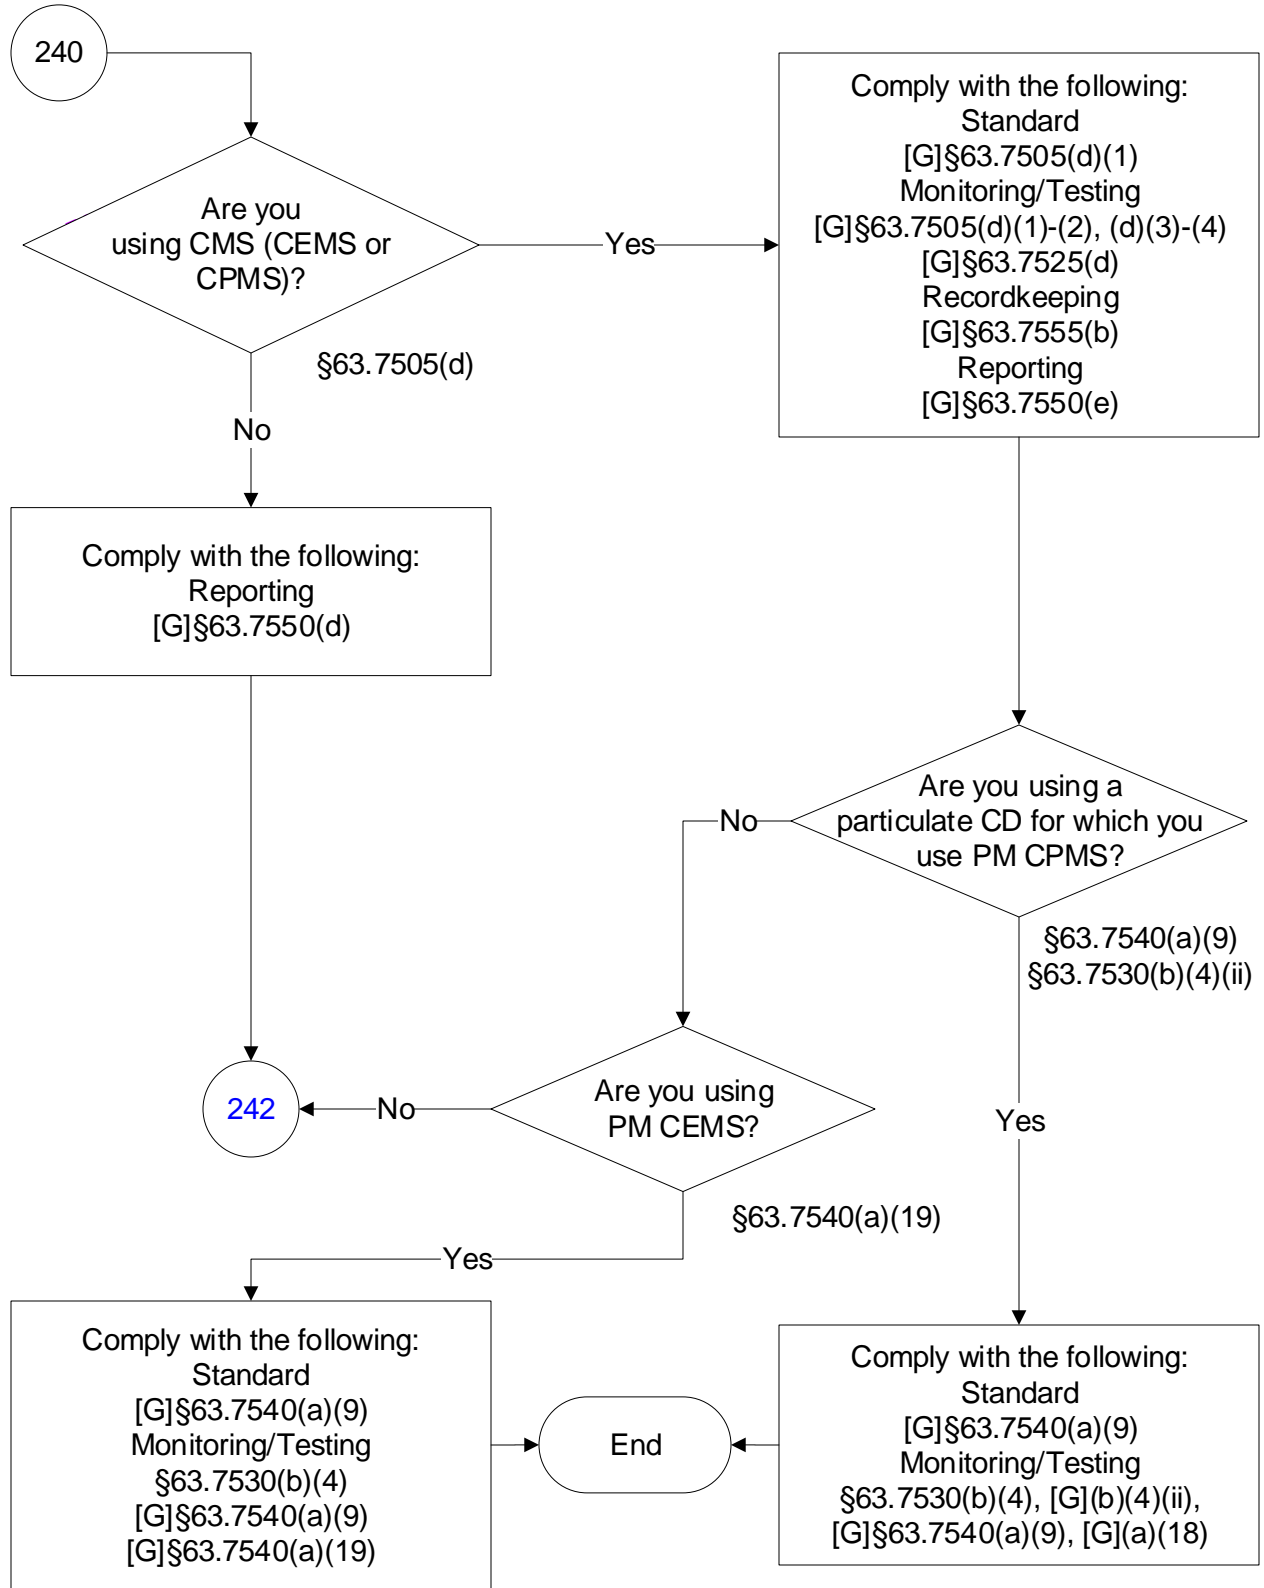 240
Are you
using CMS (CEMS or
CPMS)?
§63.7505(d)
Yes
Comply with the following:
Standard
[G]§63.7505(d)(1)
Monitoring/Testing
[G]§63.7505(d)(1)-(2), (d)(3)-(4)
[G]§63.7525(d)
Recordkeeping
[G]§63.7555(b)
Reporting
[G]§63.7550(e)
No
Comply with the following:
Reporting
[G]§63.7550(d)
Are you using a
particulate CD for which you
use PM CPMS?
§63.7540(a)(9)
§63.7530(b)(4)(ii)
No
Are you using
PM CEMS?
§63.7540(a)(19)
No
242
Yes
Yes
Comply with the following:
Standard
[G]§63.7540(a)(9)
Monitoring/Testing
§63.7530(b)(4)
[G]§63.7540(a)(9)
[G]§63.7540(a)(19)
End
Comply with the following:
Standard
[G]§63.7540(a)(9)
Monitoring/Testing
§63.7530(b)(4), [G](b)(4)(ii),
[G]§63.7540(a)(9), [G](a)(18)